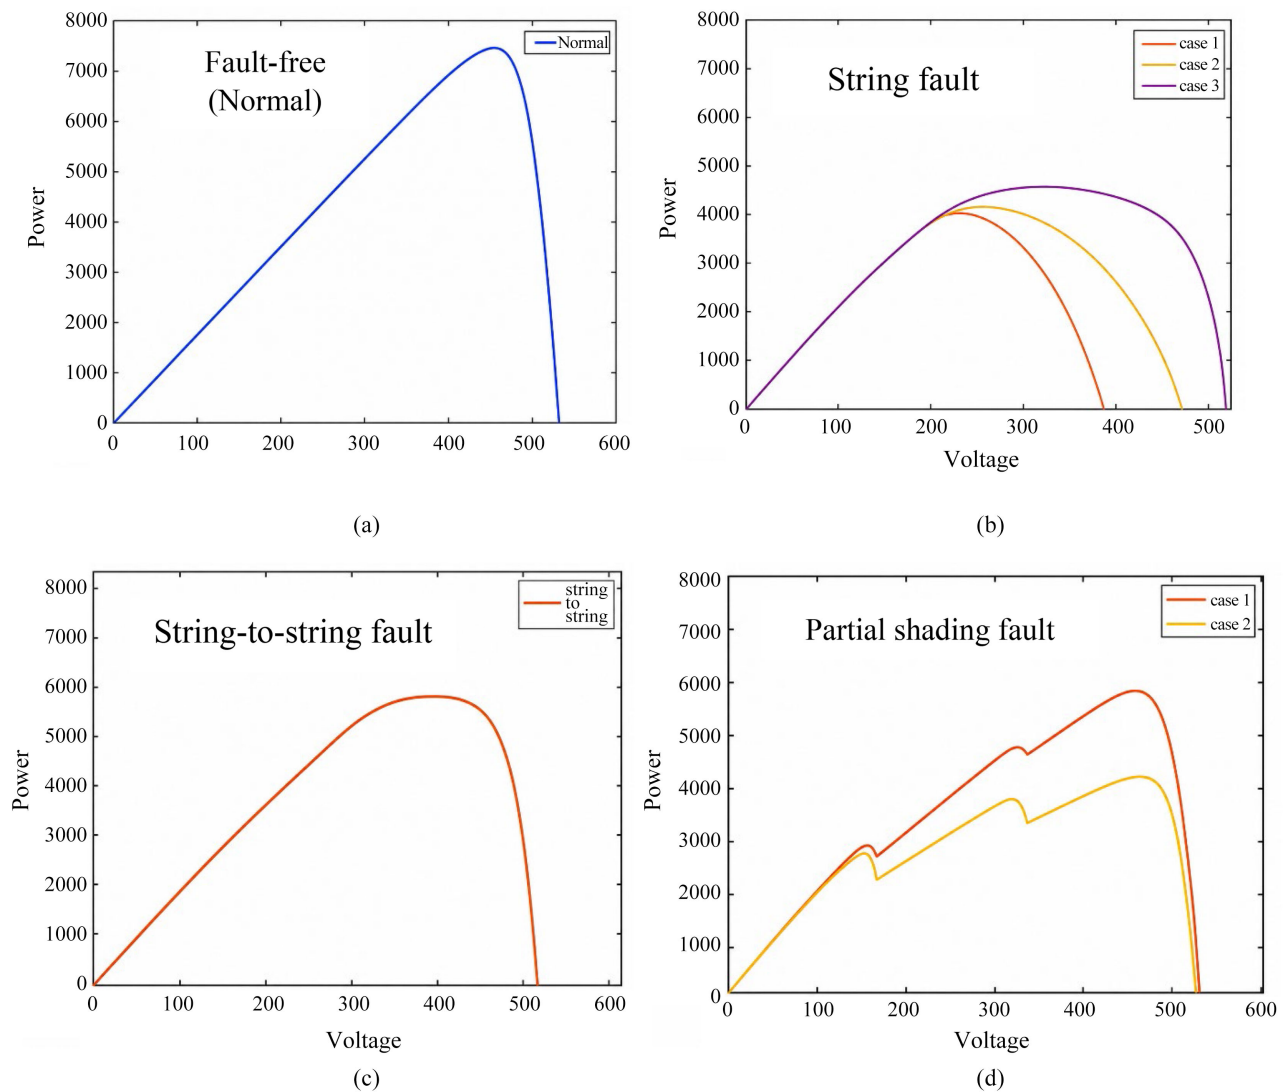 8000
7000
6000
5000
4000
3000
2000
1000
0
Power
Fault-free
(Normal)
Normal
0 100 200 300 400 500 600
(a)
8000
7000
6000
5000
4000
3000
2000
1000
0
Power
String fault
case 1
case 2
case 3
0 100 200 300 400 500
Voltage
(b)
8000
7000
6000
5000
4000
3000
2000
1000
0
Power
String-to-string fault
string
to
string
0 100 200 300 400 500 600
Voltage
(c)
8000
7000
6000
5000
4000
3000
2000
1000
0
Power
Partial shading fault
case 1
case 2
0 100 200 300 400 500 600
Voltage
(d)